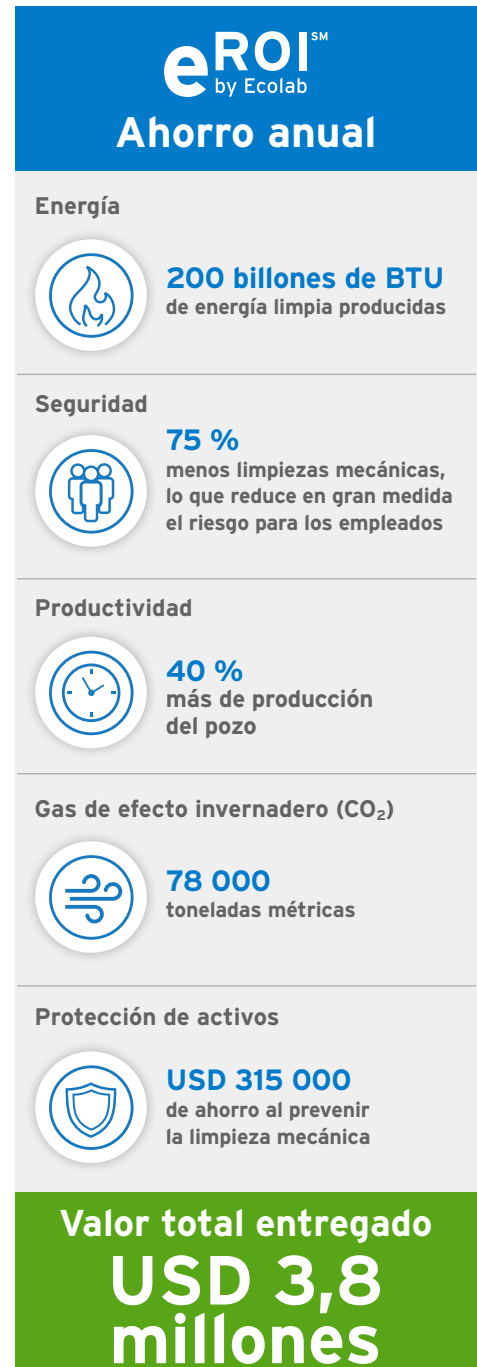 eROI℠
by Ecolab
Ahorro anual
Energía
200 billones de BTU
de energía limpia producidas
Seguridad
75 %
menos limpiezas mecánicas,
lo que reduce en gran medida
el riesgo para los empleados
Productividad
40 %
más de producción
del pozo
Gas de efecto invernadero (CO₂)
78 000
toneladas métricas
Protección de activos
USD 315 000
de ahorro al prevenir
la limpieza mecánica
Valor total entregado
USD 3,8
millones